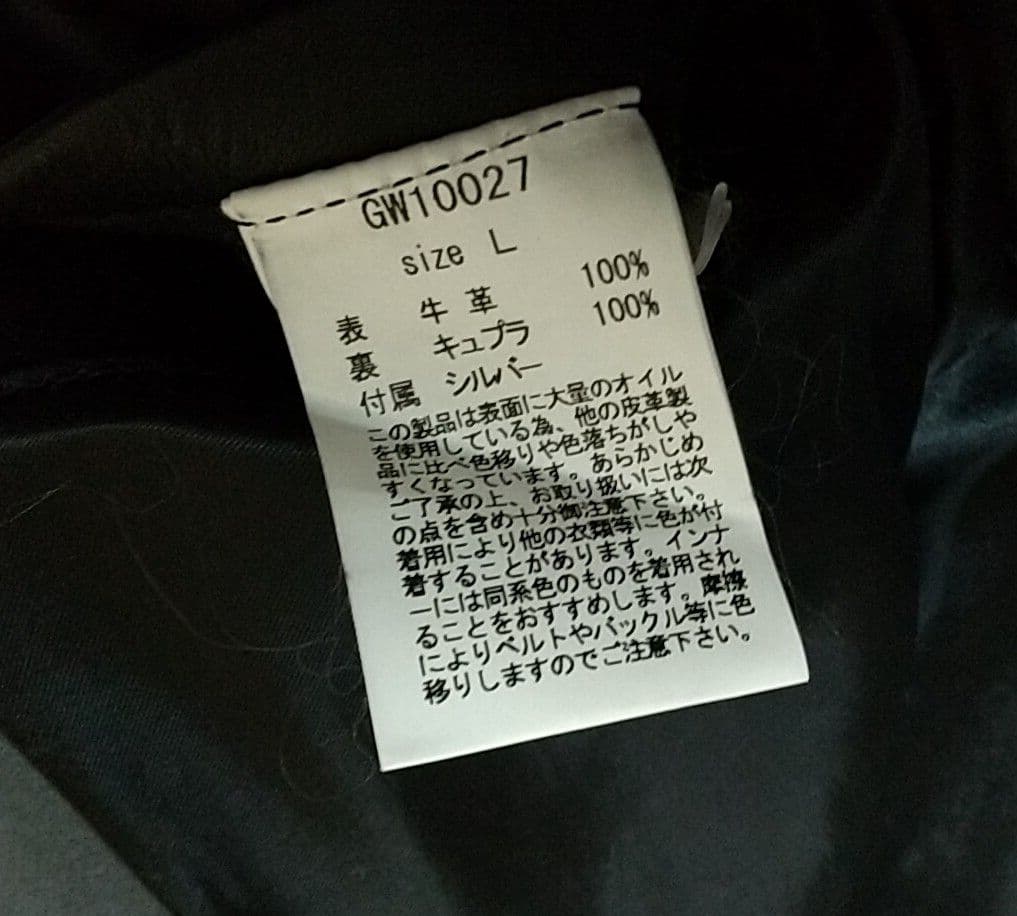 GW10027
size L
表 牛革 100%
裏 キュプラ 100%
付属 シルバー
この製品は表面に大量のオイル
を使用している為、他の皮革製
品に比べ色移りや色落ちがしや
すくなっています。あらかじめ
ご了承の上、お取り扱いには次
の点を含め十分御注意下さい。
着用により他の衣類等に色が付
着することがあります。インナ
ーには同系色のものを着用され
ることをおすすめします。摩擦
によりベルトやバックル等に色
移りしますのでご注意下さい。